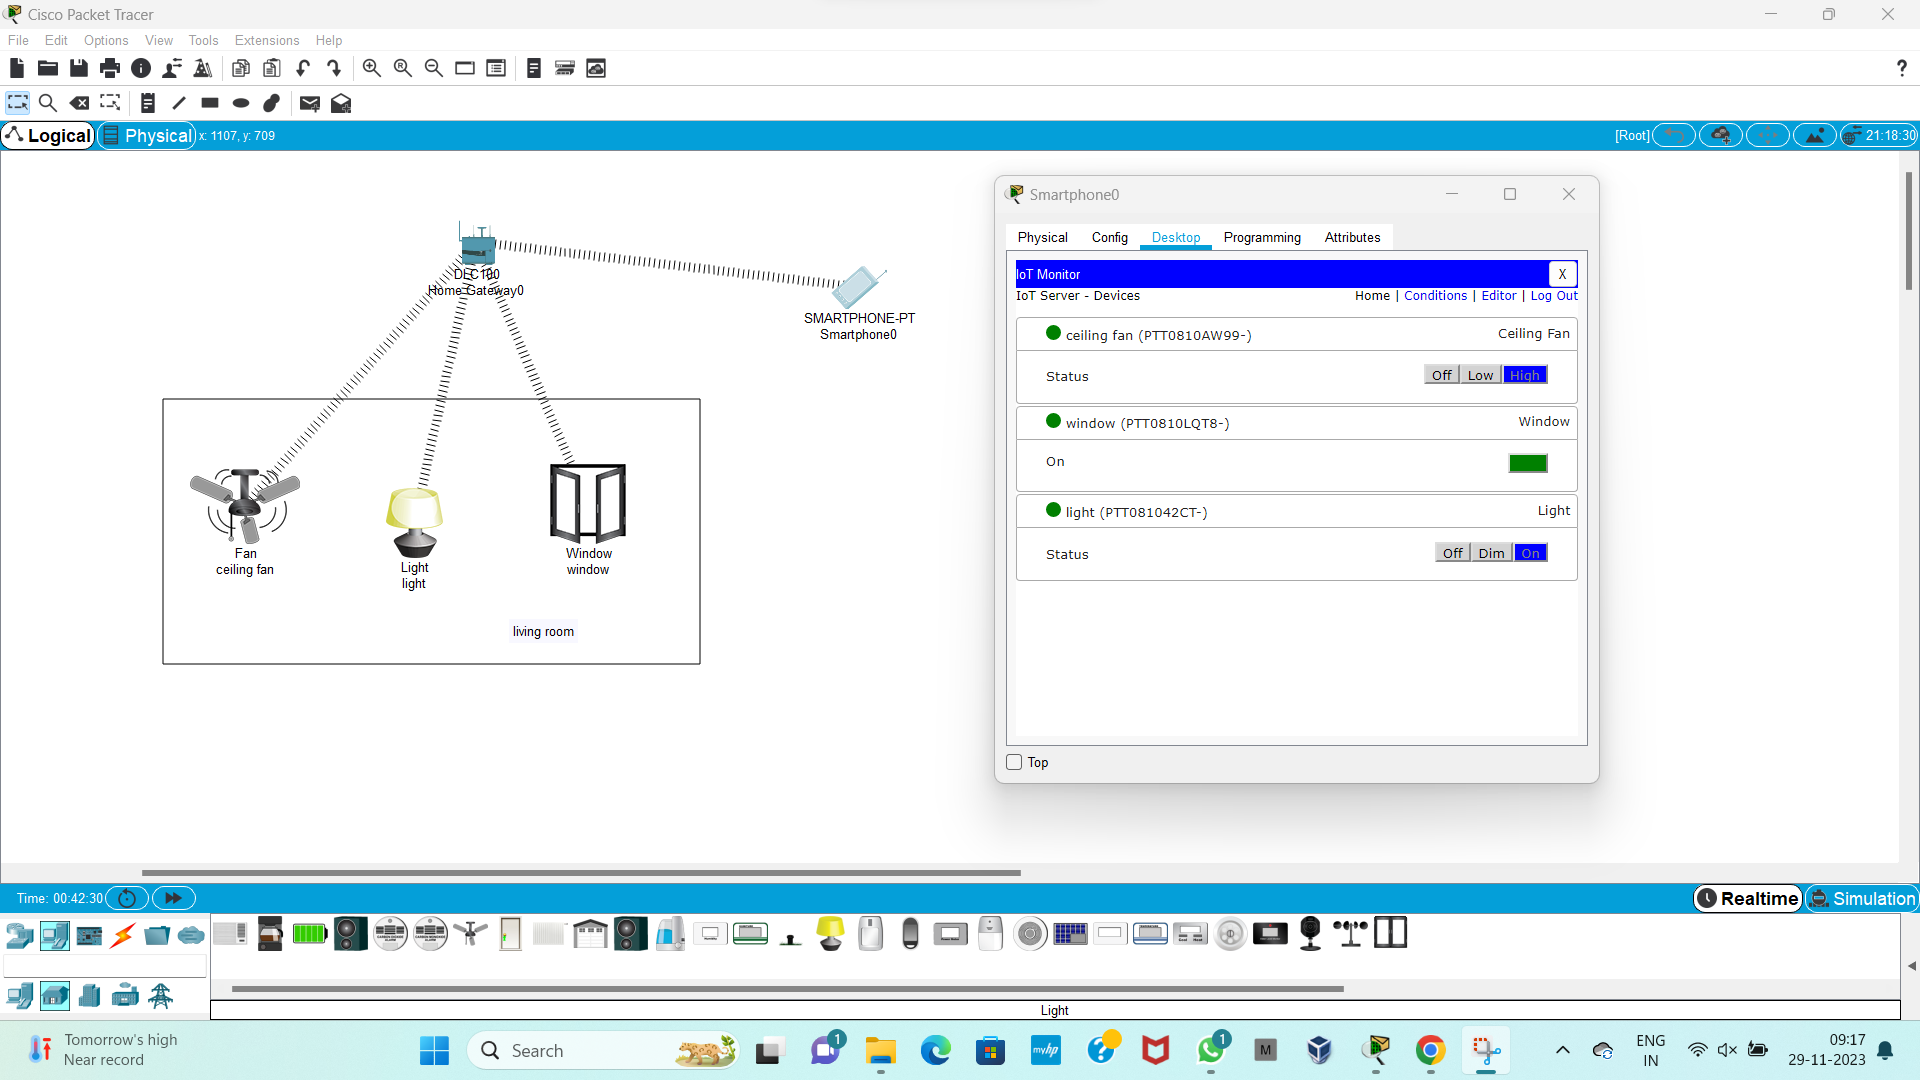 Cisco Packet Tracer
File Edit Options View Tools Extensions Help
?
Logical Physical x: 1107, y: 709 [Root] 21:18:30
DLC100
Home Gateway0
SMARTPHONE-PT
Smartphone0
Fan
ceiling fan
Light
light
Window
window
living room
Smartphone0
Physical Config Desktop Programming Attributes
IoT Monitor X
IoT Server - Devices Home | Conditions | Editor | Log Out
ceiling fan (PTT0810AW99-) Ceiling Fan
Status Off Low High
window (PTT0810LQT8-) Window
On
light (PTT081042CT-) Light
Status Off Dim On
Top
Time: 00:42:30 Realtime Simulation
Light
Tomorrow's high
Near record
Search
1
myhp
?
1
M
ENG
IN
09:17
29-11-2023